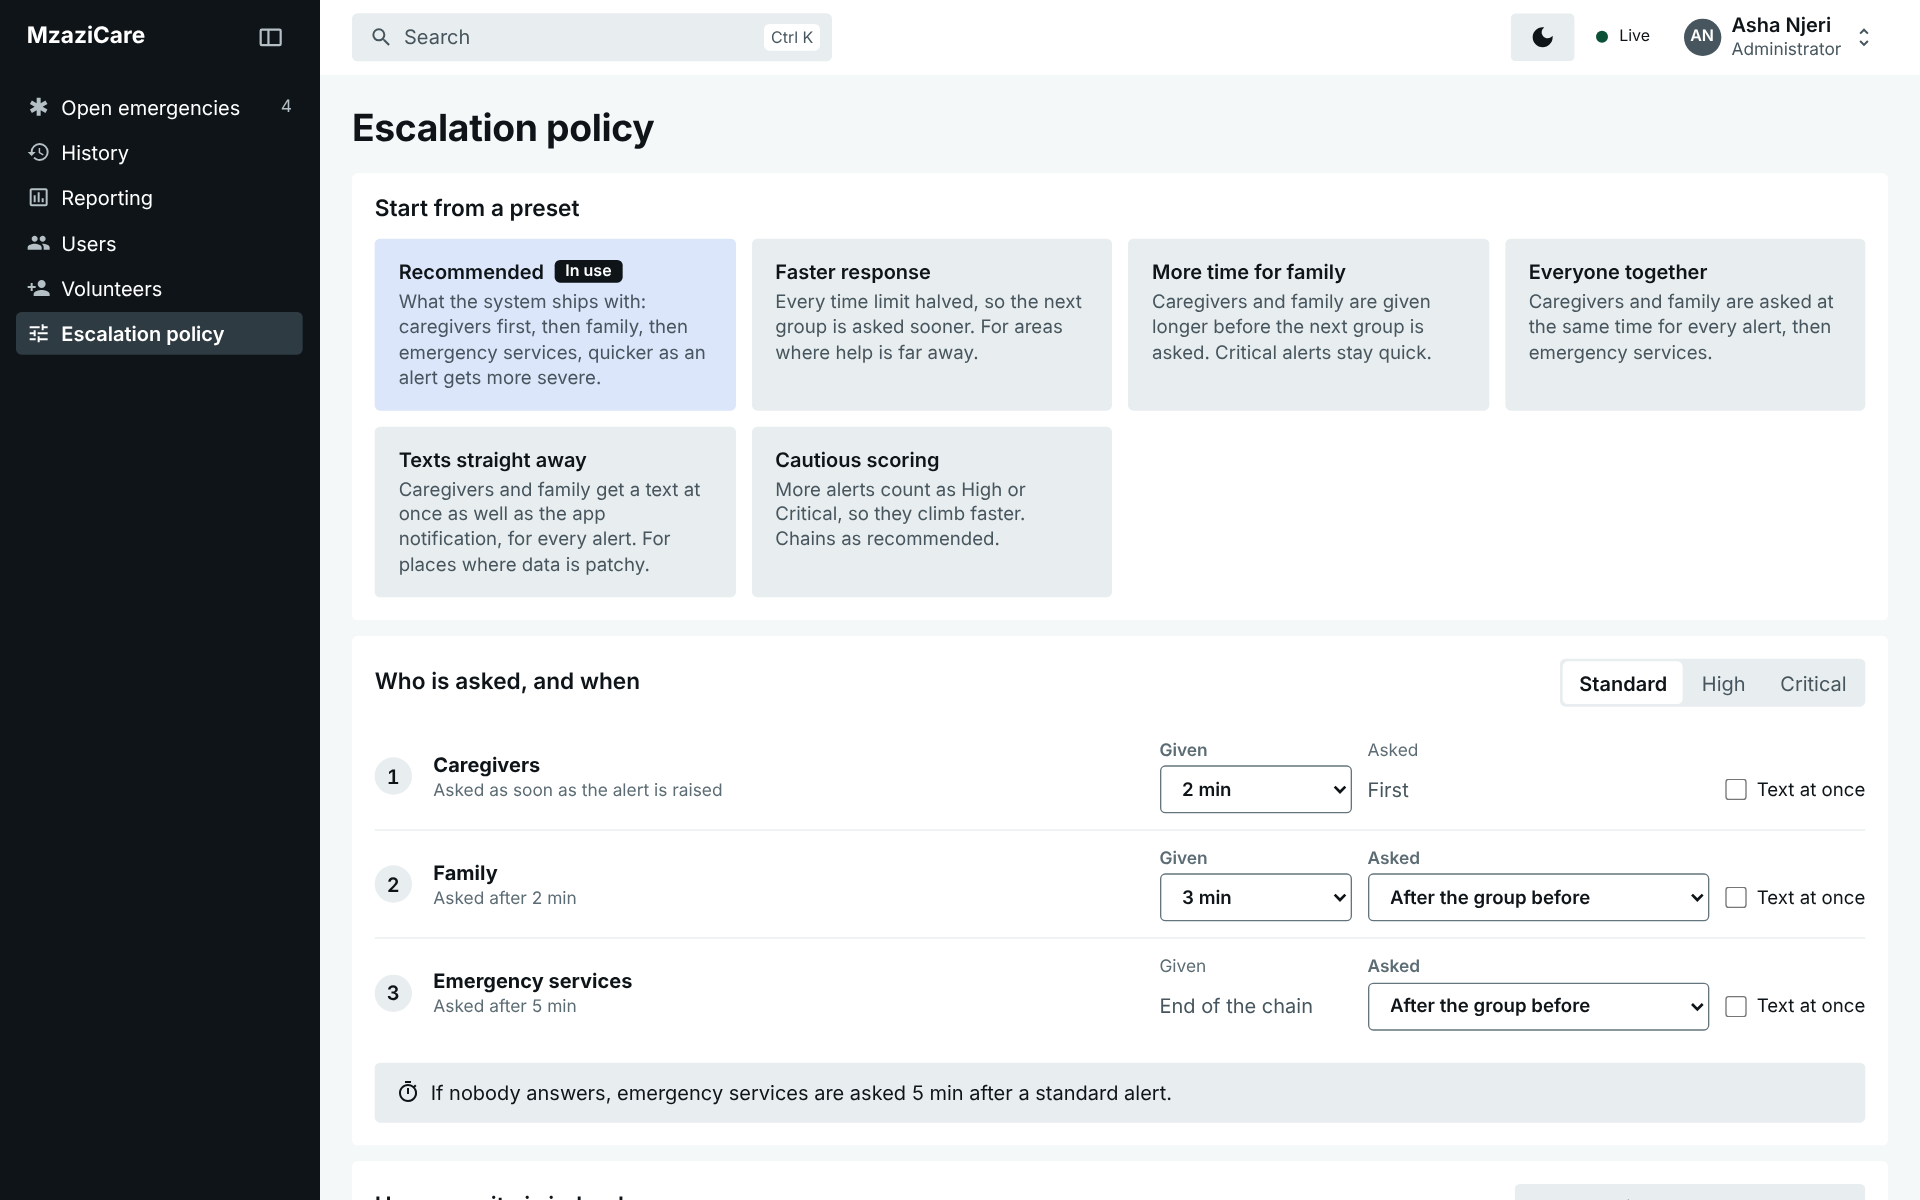 MzaziCare
Search
Ctrl K
Live
AN
Asha Njeri
Administrator
Open emergencies 4
History
Reporting
Users
Volunteers
Escalation policy
Escalation policy
Start from a preset
Recommended In use
What the system ships with:
caregivers first, then family, then
emergency services, quicker as an
alert gets more severe.
Faster response
Every time limit halved, so the next
group is asked sooner. For areas
where help is far away.
More time for family
Caregivers and family are given
longer before the next group is
asked. Critical alerts stay quick.
Everyone together
Caregivers and family are asked at
the same time for every alert, then
emergency services.
Texts straight away
Caregivers and family get a text at
once as well as the app
notification, for every alert. For
places where data is patchy.
Cautious scoring
More alerts count as High or
Critical, so they climb faster.
Chains as recommended.
Who is asked, and when
Standard High Critical
1
Caregivers
Asked as soon as the alert is raised
Given
2 min
Asked
First
Text at once
2
Family
Asked after 2 min
Given
3 min
Asked
After the group before
Text at once
3
Emergency services
Asked after 5 min
Given
End of the chain
Asked
After the group before
Text at once
If nobody answers, emergency services are asked 5 min after a standard alert.